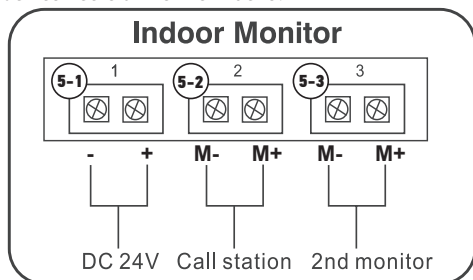 Indoor Monitor
5-1 1 5-2 2 5-3 3
- + M- M+ M- M+
DC 24V Call station 2nd monitor